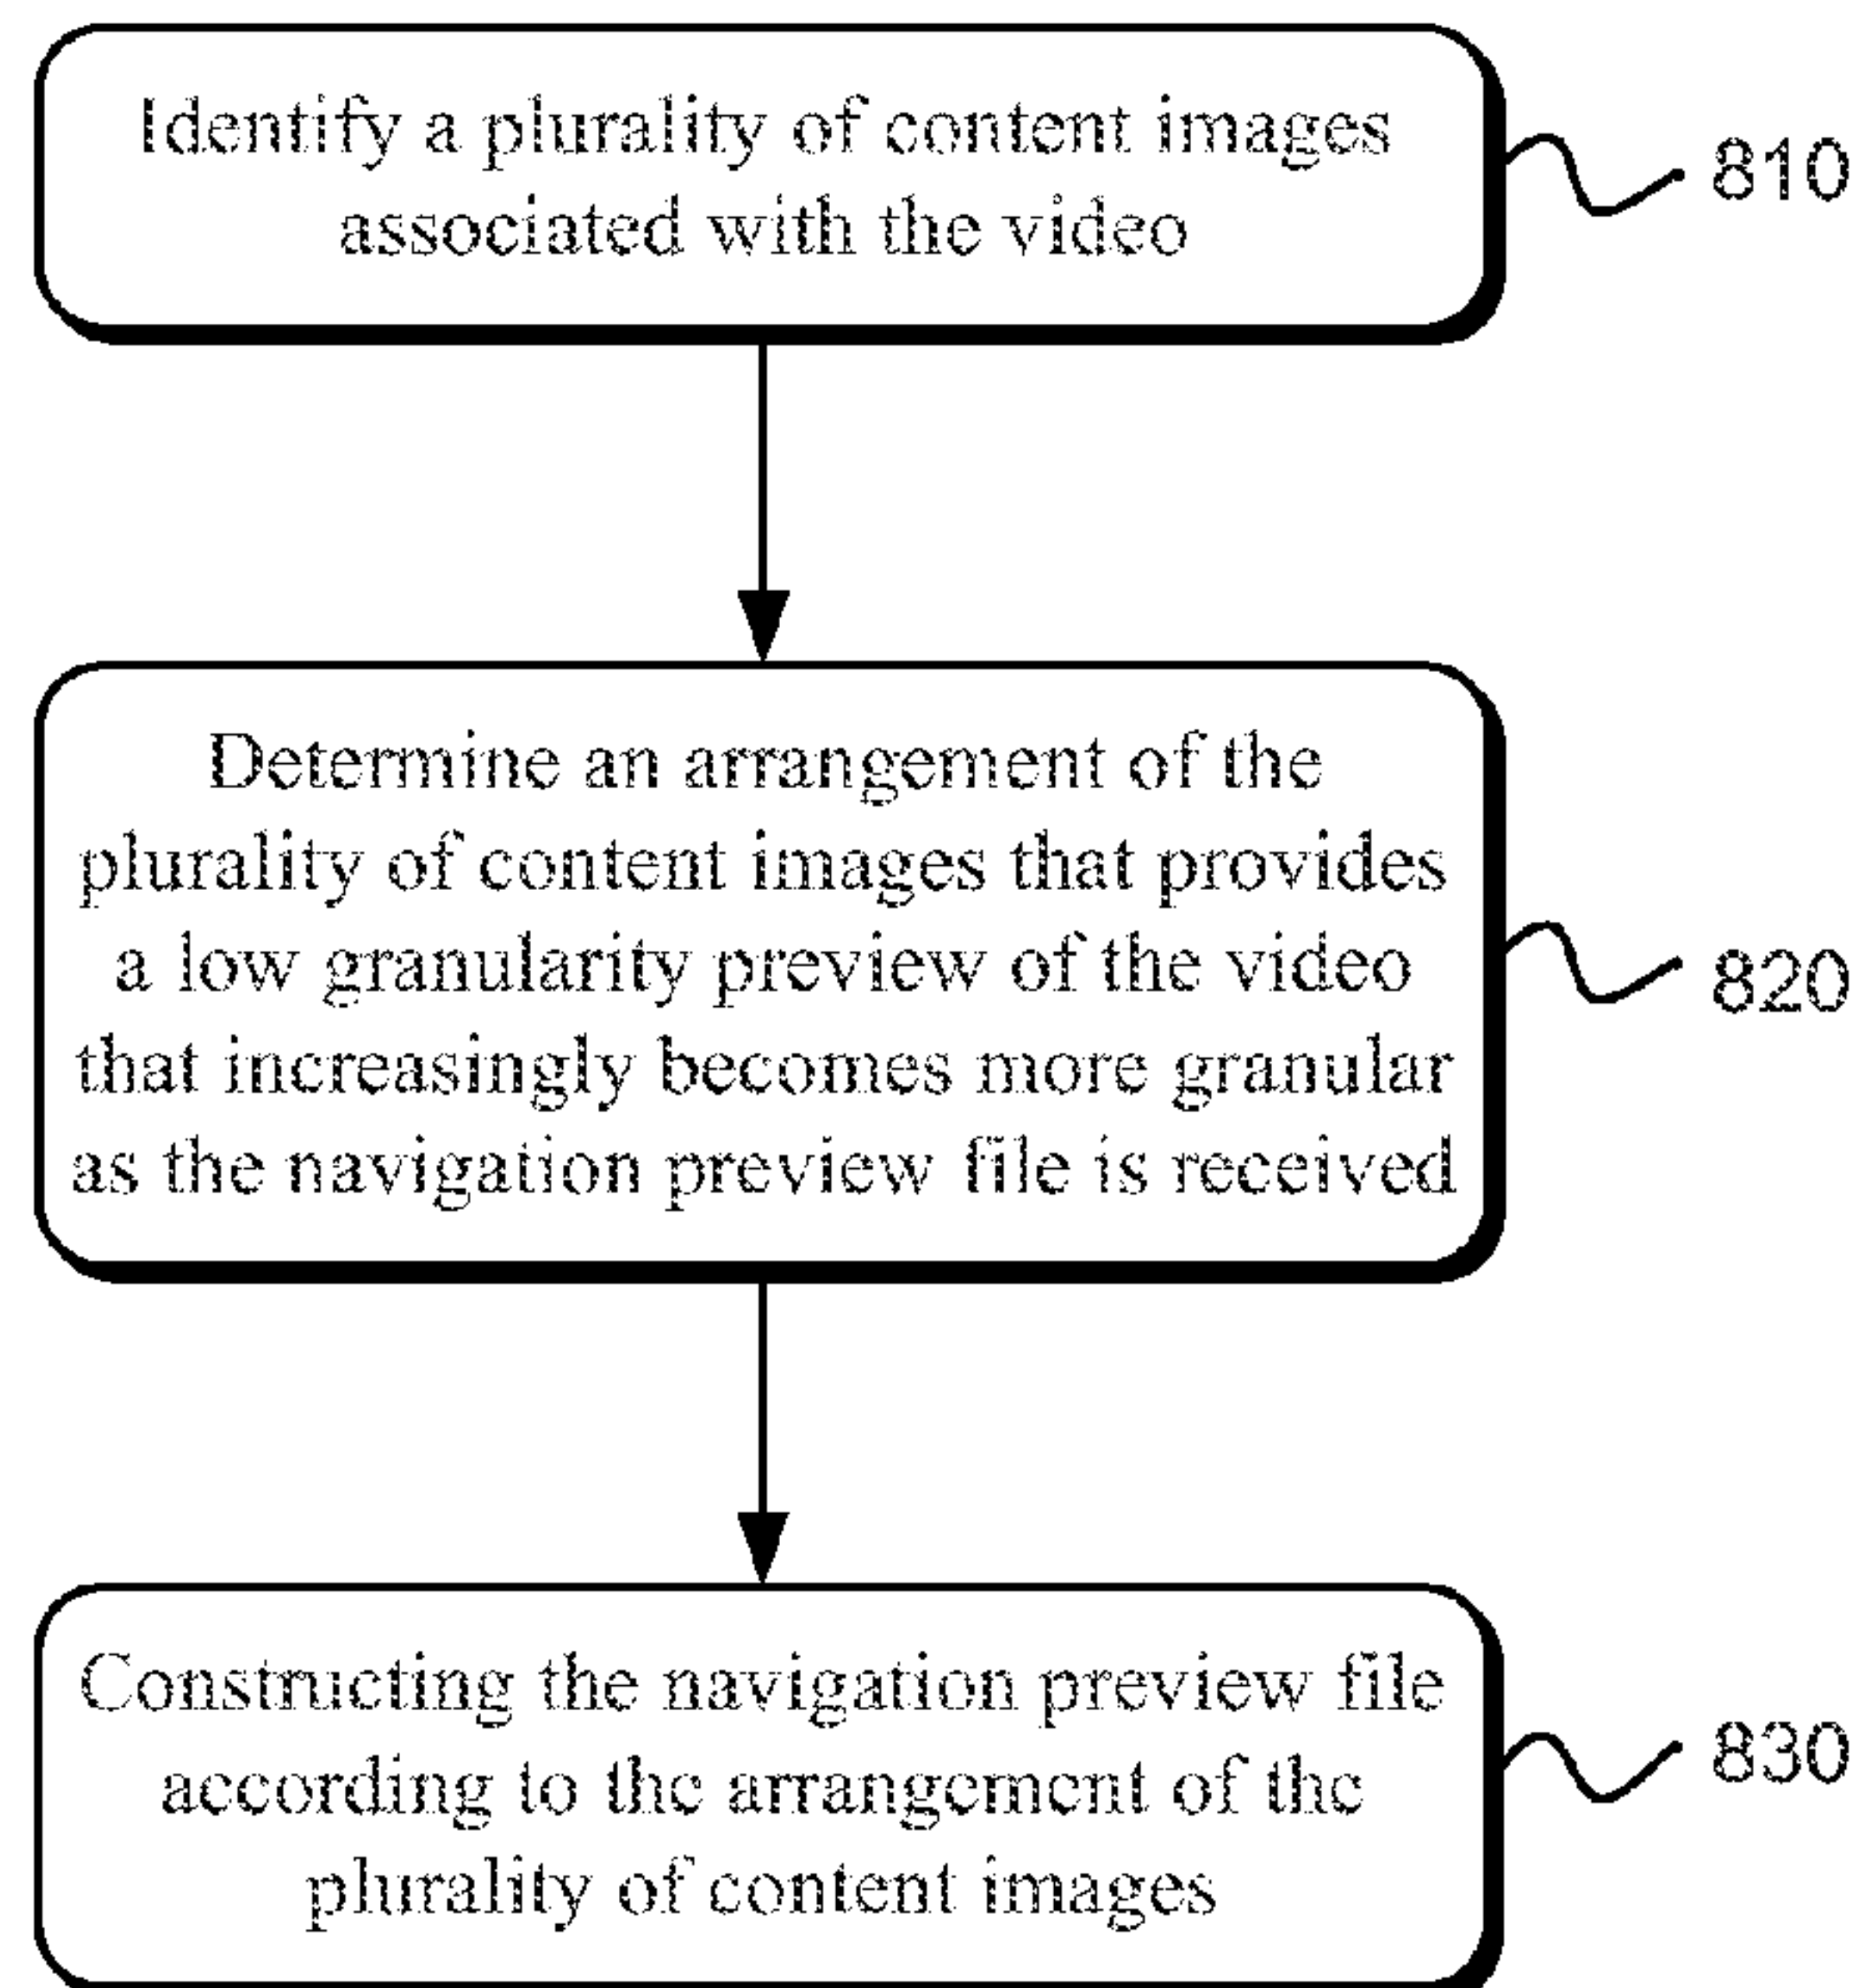 Identify a plurality of content images
associated with the video
810
Determine an arrangement of the
plurality of content images that provides
a low granularity preview of the video
that increasingly becomes more granular
as the navigation preview file is received
820
Constructing the navigation preview file
according to the arrangement of the
plurality of content images
830